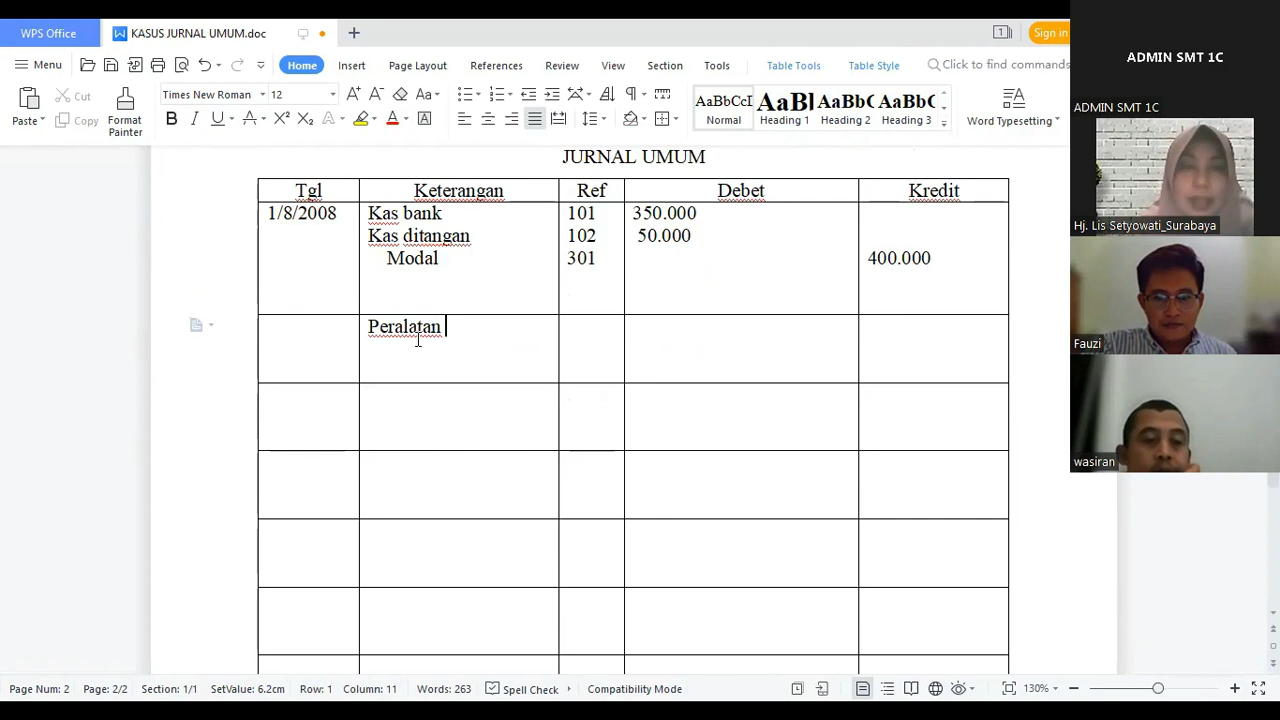 WPS Office
KASUS JURNAL UMUM.doc
Sign in
Menu
Home
Insert
Page Layout
References
Review
View
Section
Tools
Table Tools
Table Style
Click to find commands
Paste
Cut
Copy
Format
Painter
Times New Roman
12
AaBbCcD
Normal
AaBb
Heading 1
AaBb(
Heading 2
AaBb(
Heading 3
Word Typesetting
JURNAL UMUM
Tgl Keterangan Ref Debet Kredit
1/8/2008 Kas bank 101 350.000
Kas ditangan 102 50.000
Modal 301 400.000
Peralatan
Page Num: 2 Page: 2/2 Section: 1/1 SetValue: 6.2cm Row: 1 Column: 11 Words: 263 Spell Check Compatibility Mode 130%
ADMIN SMT 1C
ADMIN SMT 1C
Hj. Lis Setyowati_Surabaya
Fauzi
wasiran